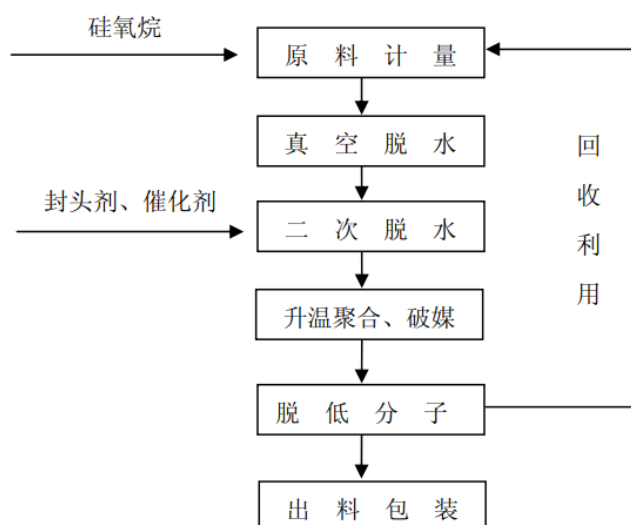 硅氧烷
原料计量
真空脱水
封头剂、催化剂
二次脱水
升温聚合、破媒
脱低分子
出料包装
回
收
利
用